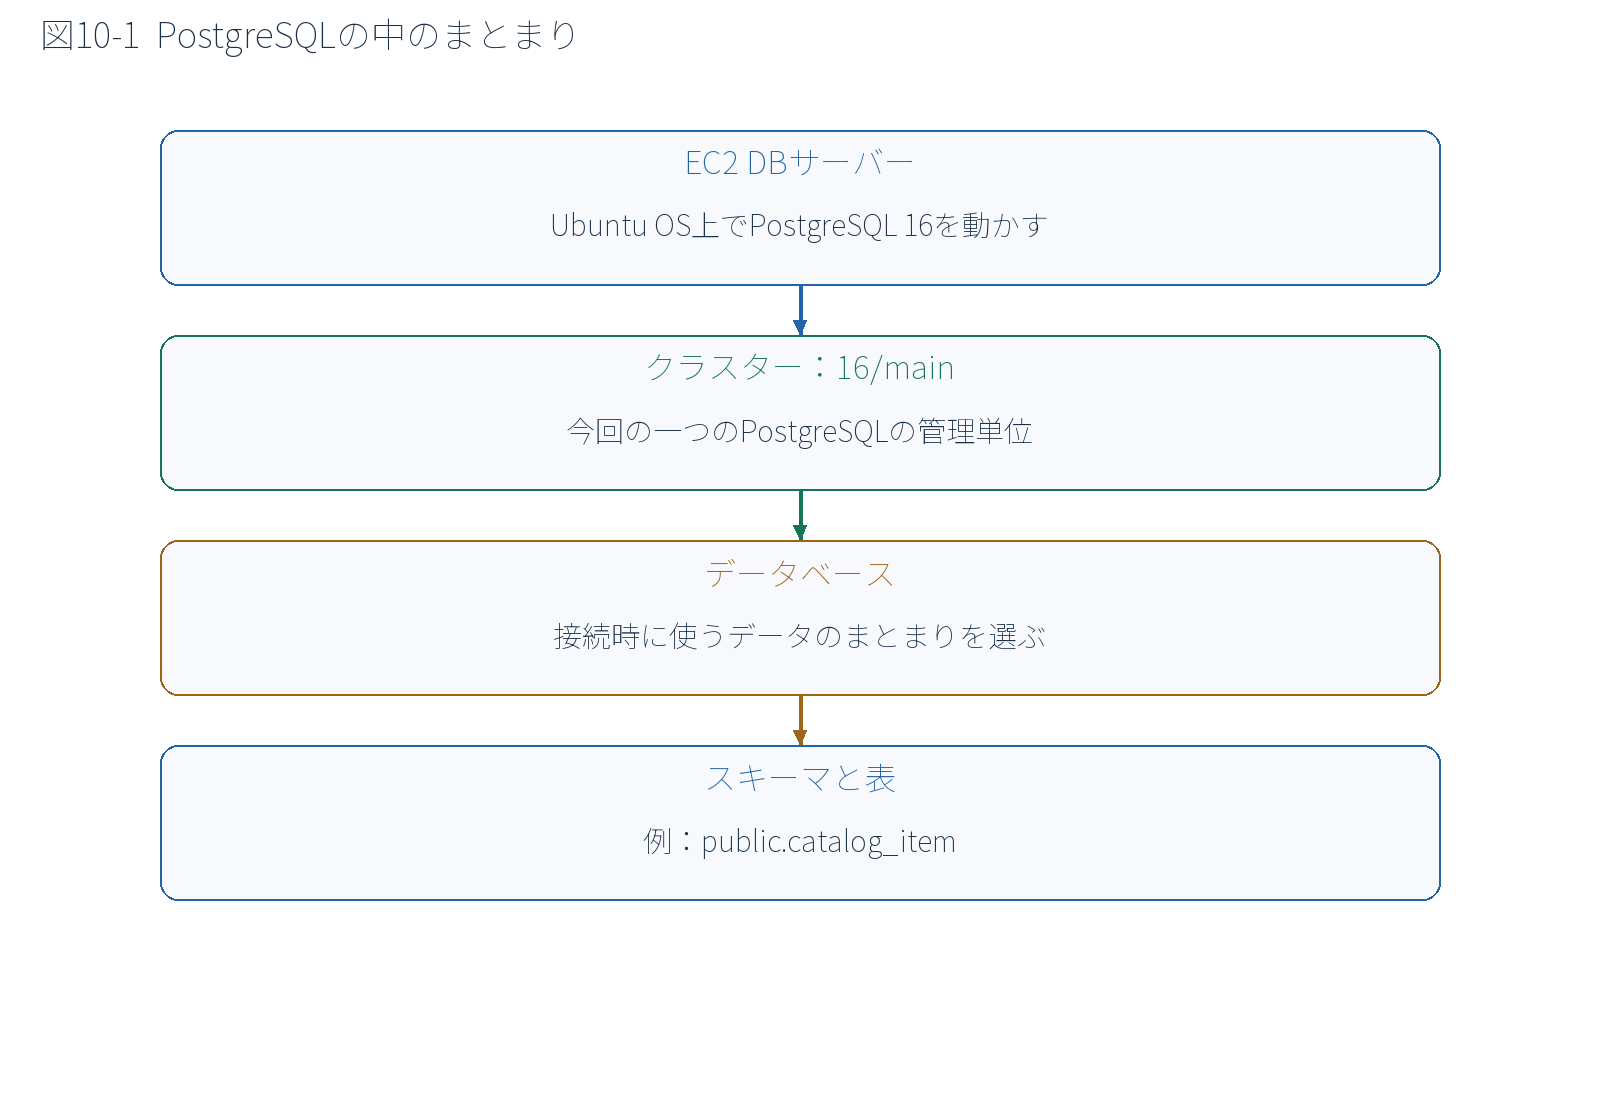 図10-1 PostgreSQLの中のまとまり
EC2 DBサーバー
Ubuntu OS上でPostgreSQL 16を動かす
クラスター：16/main
今回の一つのPostgreSQLの管理単位
データベース
接続時に使うデータのまとまりを選ぶ
スキーマと表
例：public.catalog_item